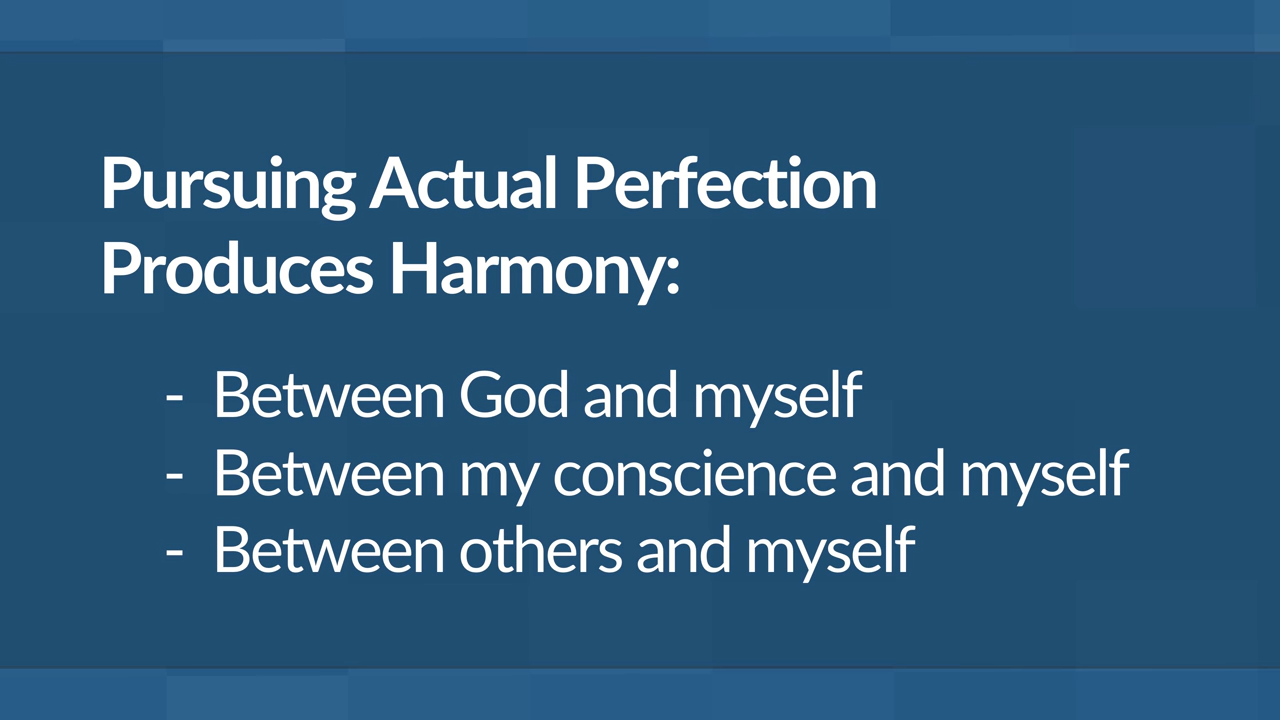 Pursuing Actual Perfection
Produces Harmony:
- Between God and myself
- Between my conscience and myself
- Between others and myself